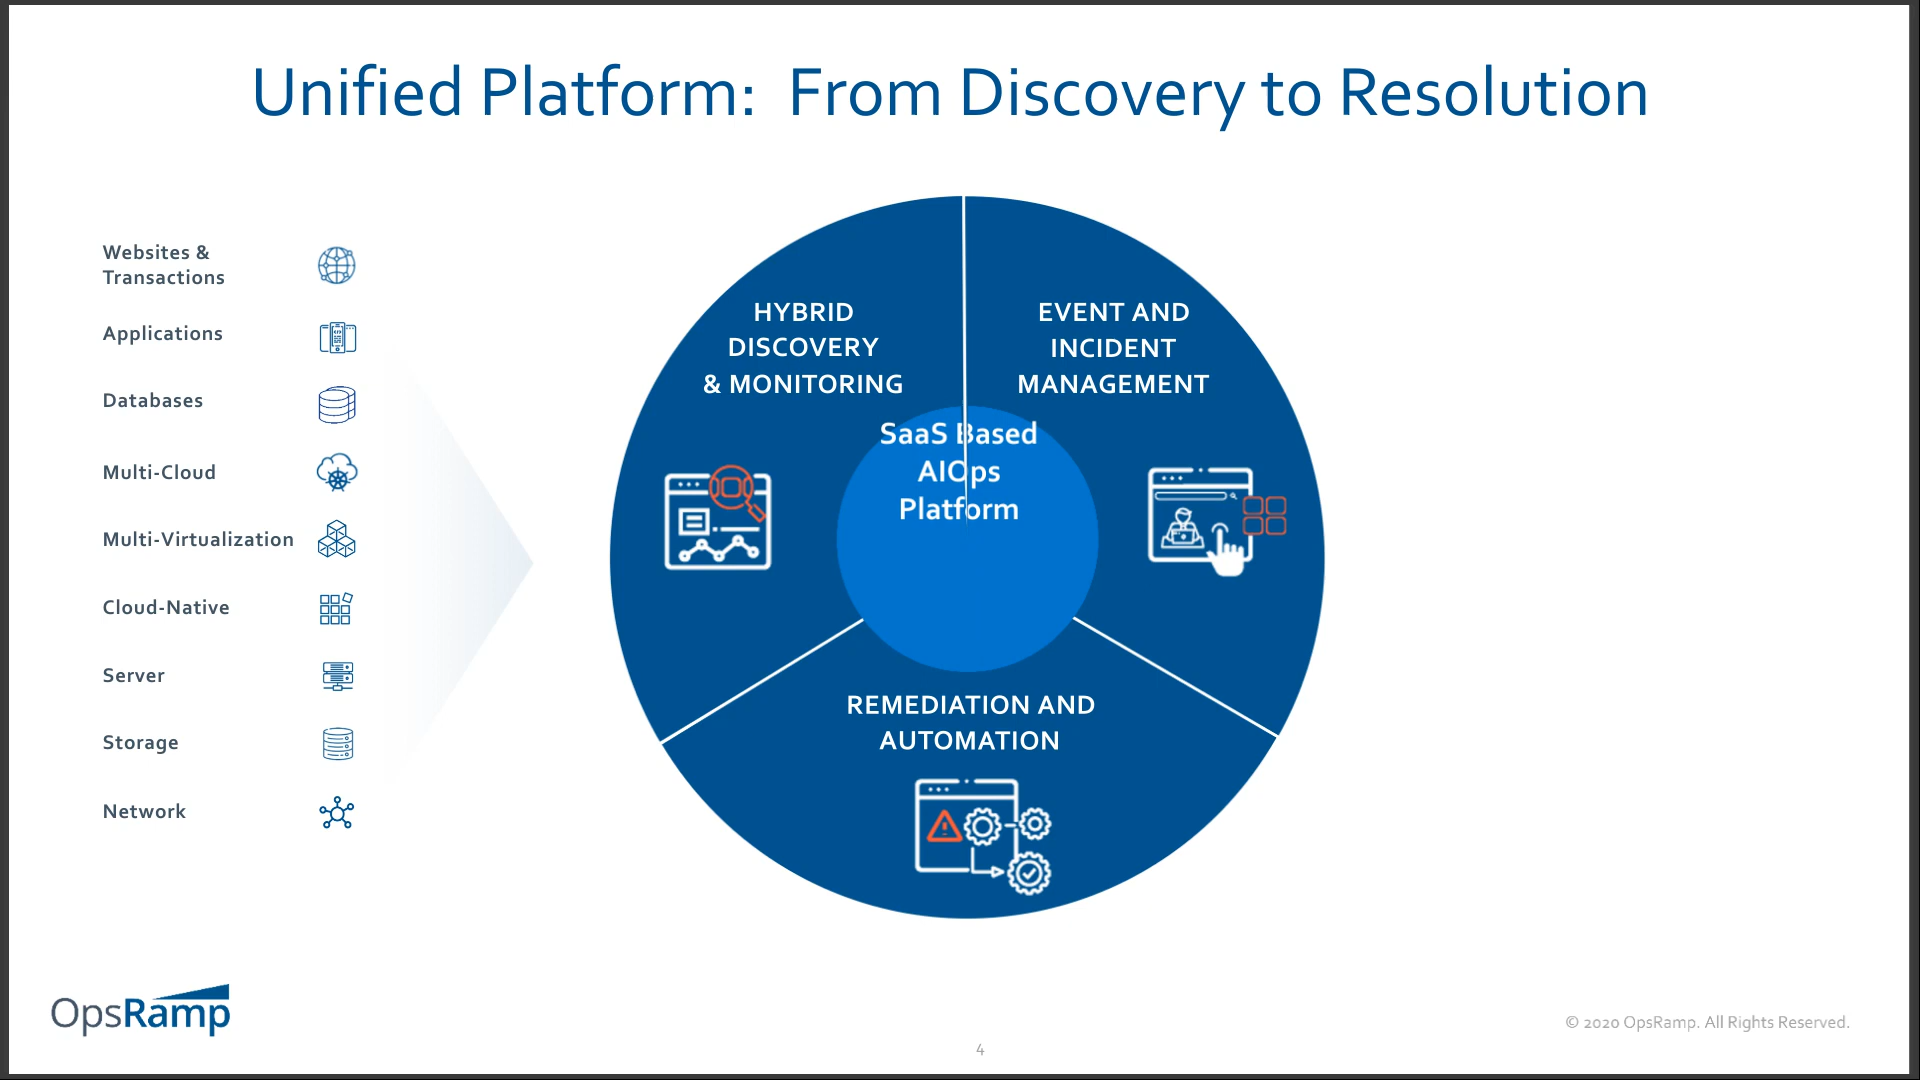 Unified Platform:  From Discovery to Resolution
Websites &
Transactions
Applications
Databases
Multi-Cloud
Multi-Virtualization
Cloud-Native
Server
Storage
Network
HYBRID
DISCOVERY
& MONITORING
EVENT AND
INCIDENT
MANAGEMENT
SaaS Based
AIOps
Platform
REMEDIATION AND
AUTOMATION
OpsRamp
© 2020 OpsRamp. All Rights Reserved.
4